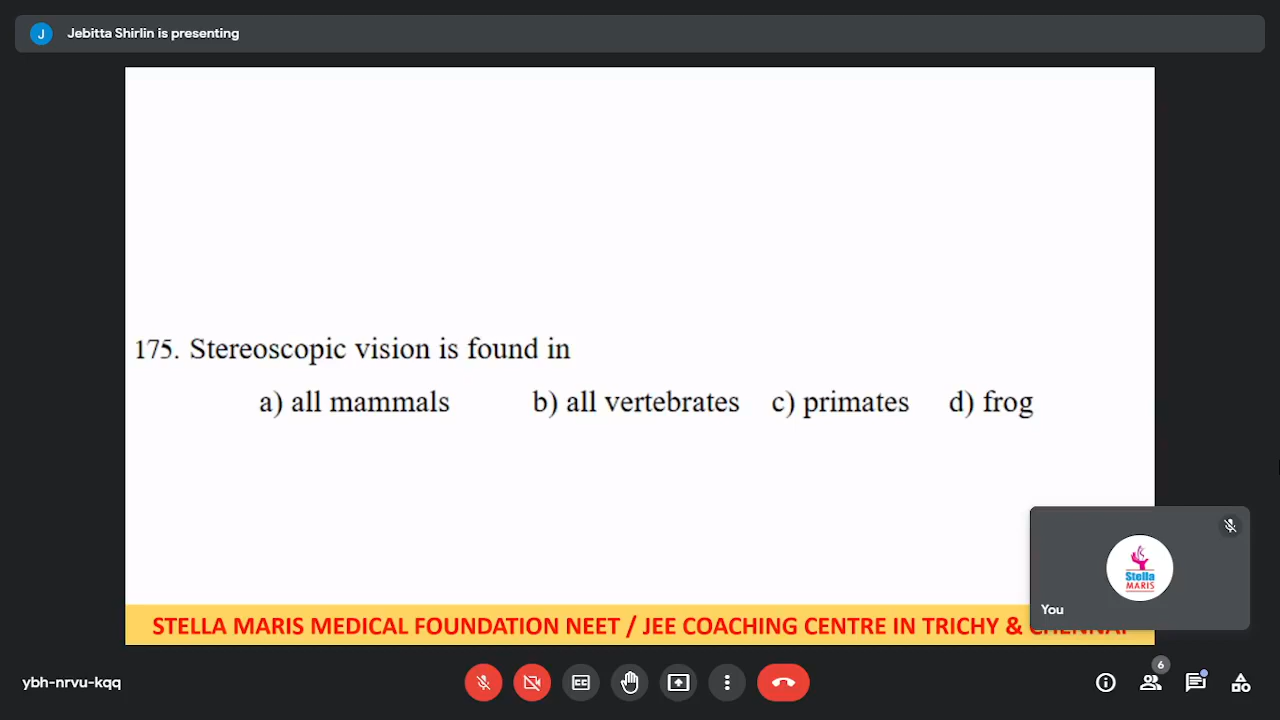 J Jebitta Shirlin is presenting
175. Stereoscopic vision is found in
a) all mammals b) all vertebrates c) primates d) frog
Stella
MARIS
You
STELLA MARIS MEDICAL FOUNDATION NEET / JEE COACHING CENTRE IN TRICHY &
6
ybh-nrvu-kqq
CC